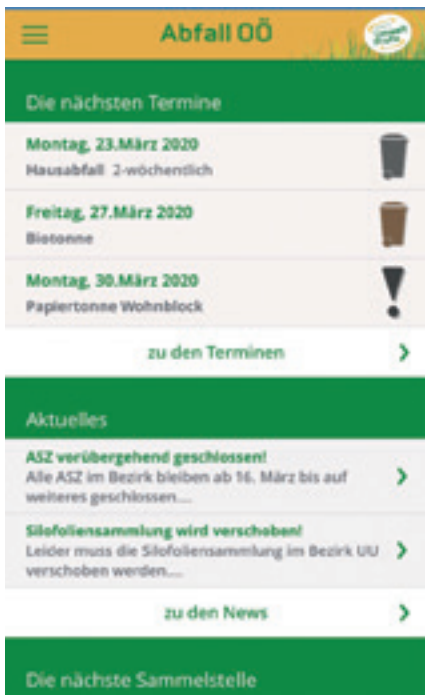 Abfall OÖ
Die nächsten Termine
Montag, 23.März 2020
Hausabfall 2-wöchentlich
Freitag, 27.März 2020
Biotonne
Montag, 30.März 2020
Papiertonne Wohnblock
zu den Terminen
Aktuelles
ASZ vorübergehend geschlossen!
Alle ASZ im Bezirk bleiben ab 16. März bis auf
weiteres geschlossen....
Silofoliensammlung wird verschoben!
Leider muss die Silofoliensammlung im Bezirk UU
verschoben werden....
zu den News
Die nächste Sammelstelle